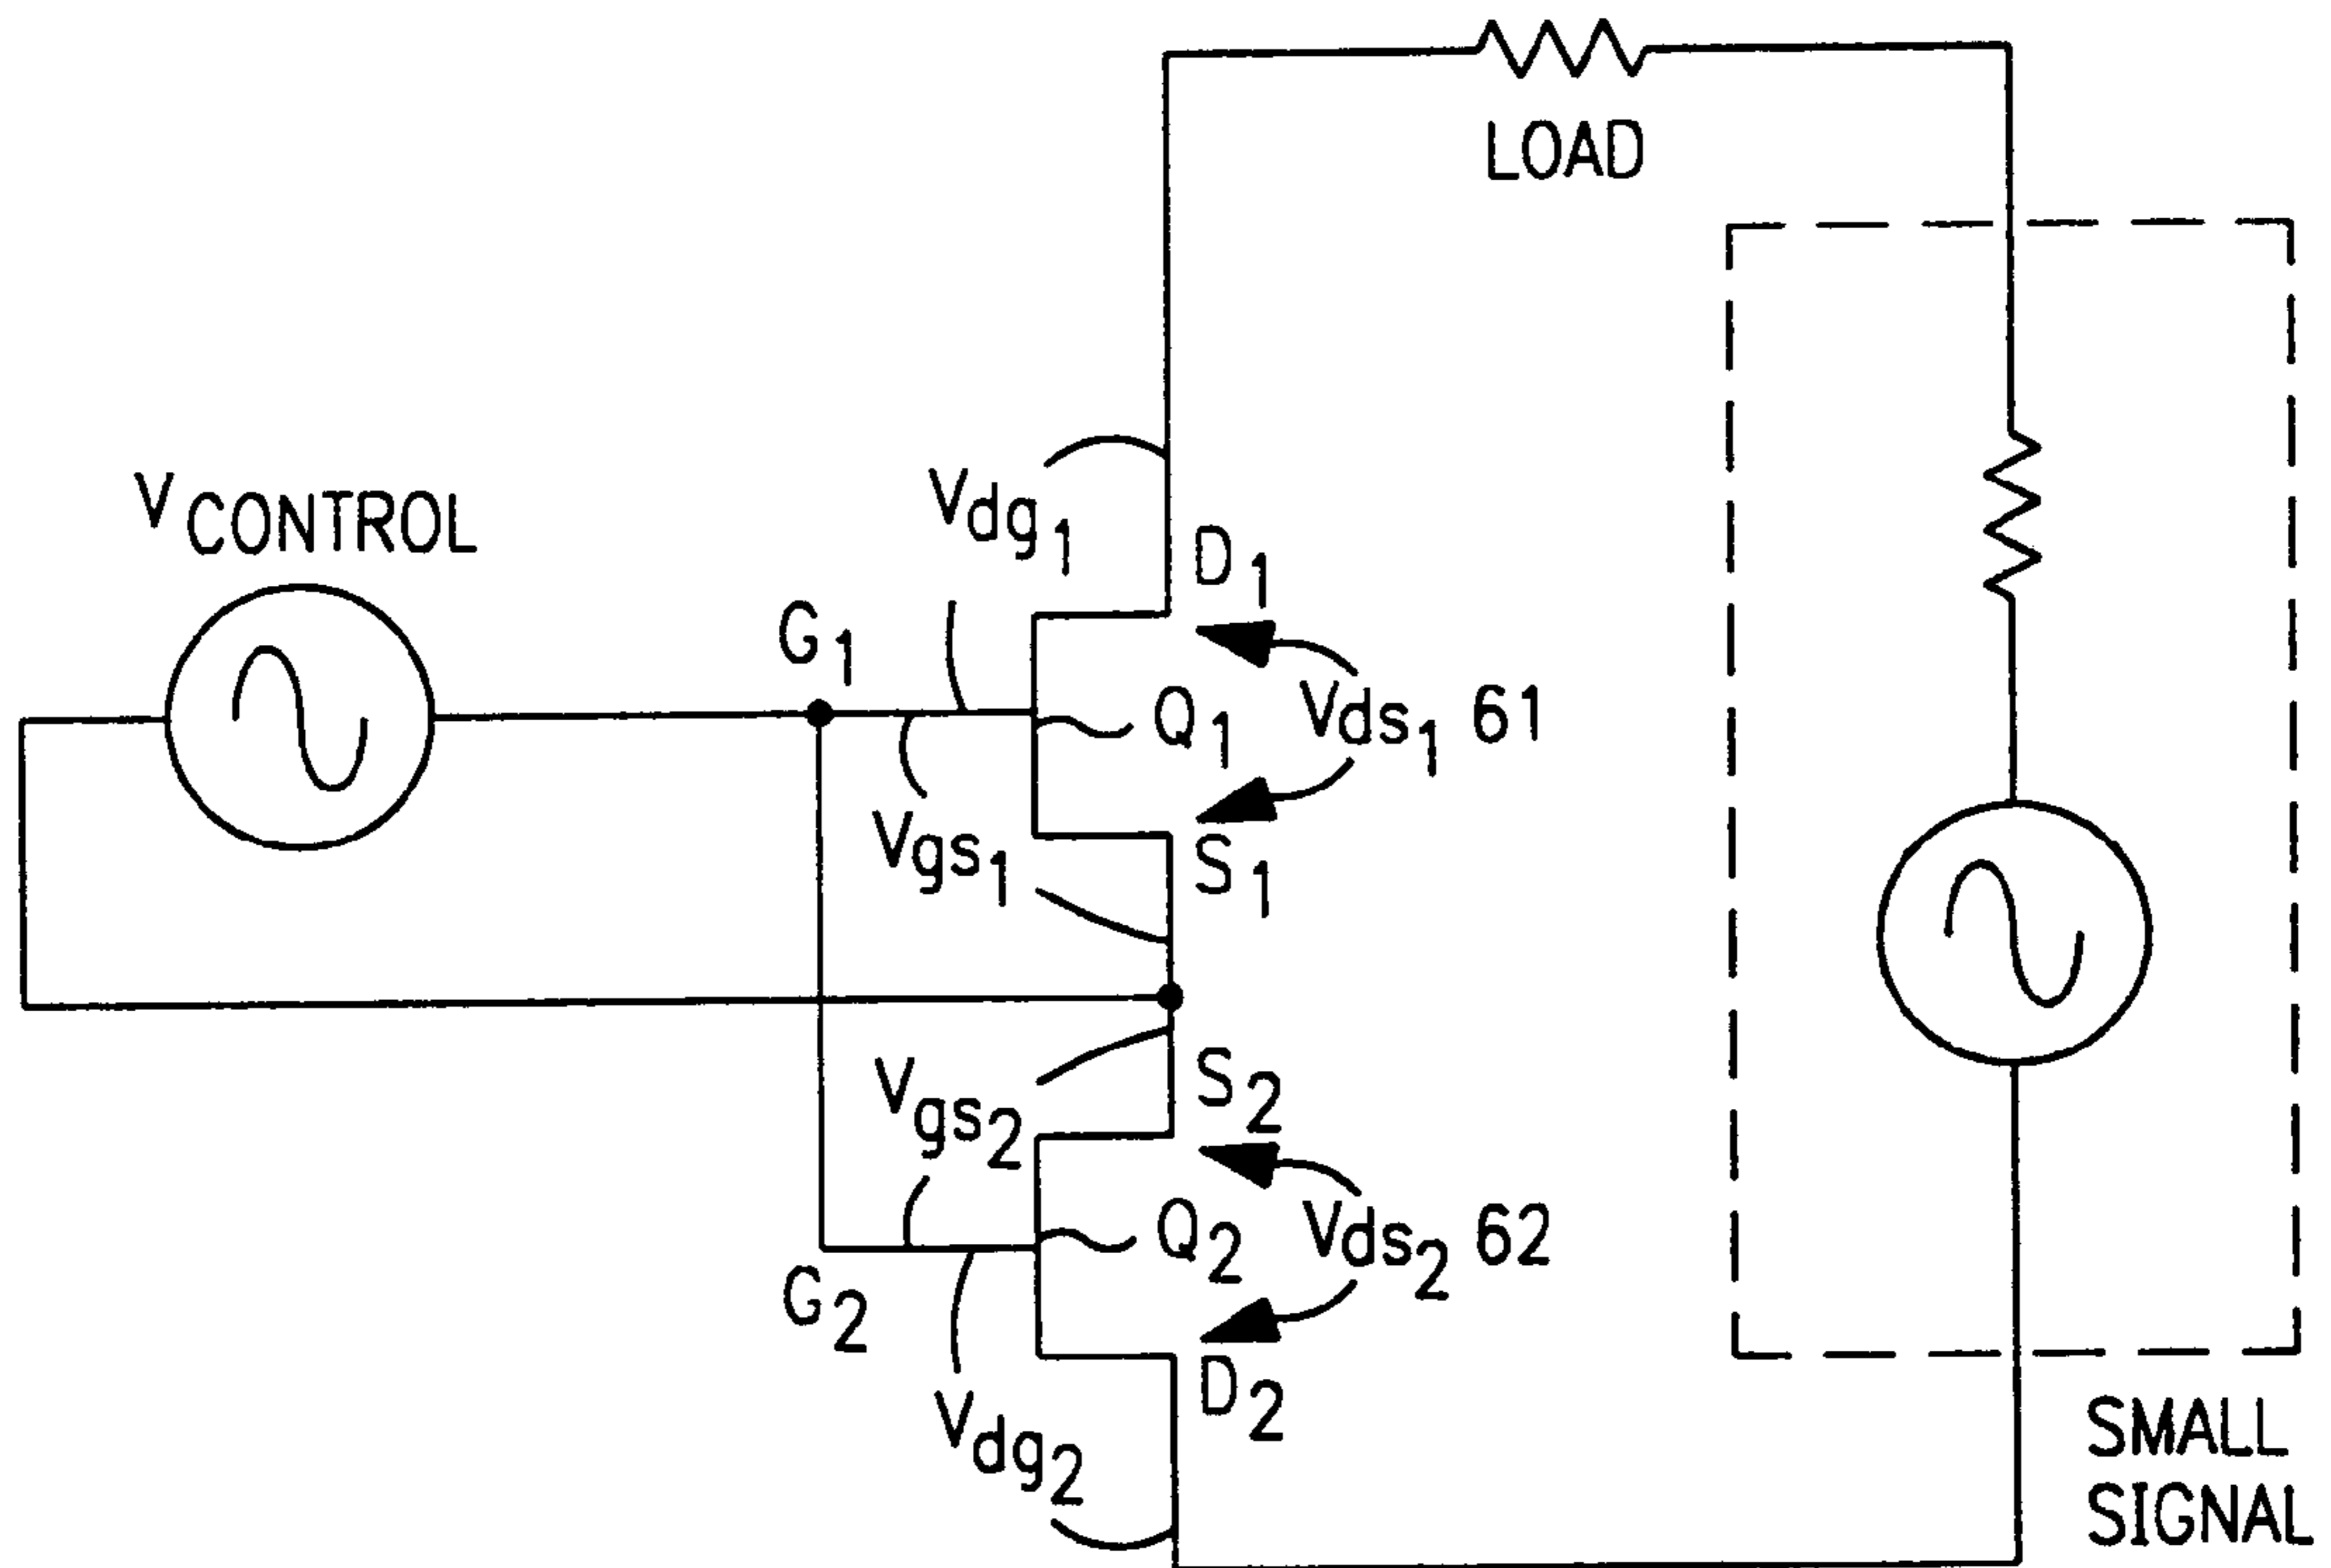 LOAD
VCONTROL
Vdg1
D1
G1
Q1
Vds1 61
Vgs1
S1
Vgs2
S2
Q2
Vds2 62
G2
D2
Vdg2
SMALL
SIGNAL